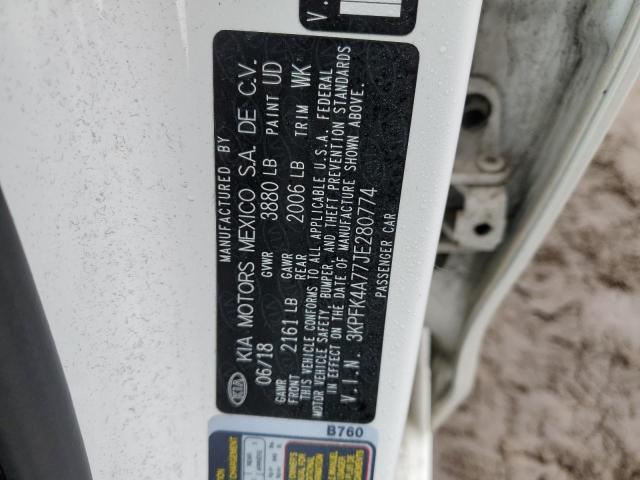 MANUFACTURED BY
KIA KIA MOTORS MEXICO S.A. DE C.V.
06/18 GVWR 3880 LB PAINT UD
GAWR FRONT 2161 LB GAWR REAR 2006 LB TRIM WK
THIS VEHICLE CONFORMS TO ALL APPLICABLE U.S.A. FEDERAL
MOTOR VEHICLE SAFETY, BUMPER, AND THEFT PREVENTION STANDARDS
IN EFFECT ON THE DATE OF MANUFACTURE SHOWN ABOVE.
V.I.N. 3KPFK4A77JE280774
PASSENGER CAR
B760